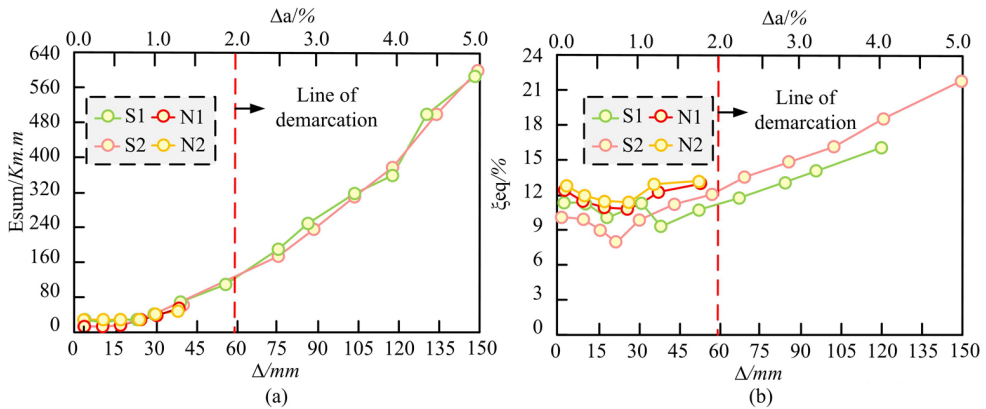 Δa/%
0.0 1.0 2.0 3.0 4.0 5.0
640
560
480
400
320
240
160
80
0
Esum/Km.m
S1 N1
S2 N2
Line of
demarcation
0 15 30 45 60 75 90 105 120 135 150
Δ/mm
(a)
Δa/%
0.0 1.0 2.0 3.0 4.0 5.0
24
21
18
15
12
9
6
3
0
ξeq/%
S1 N1
S2 N2
Line of
demarcation
0 15 30 45 60 75 90 105 120 135 150
Δ/mm
(b)